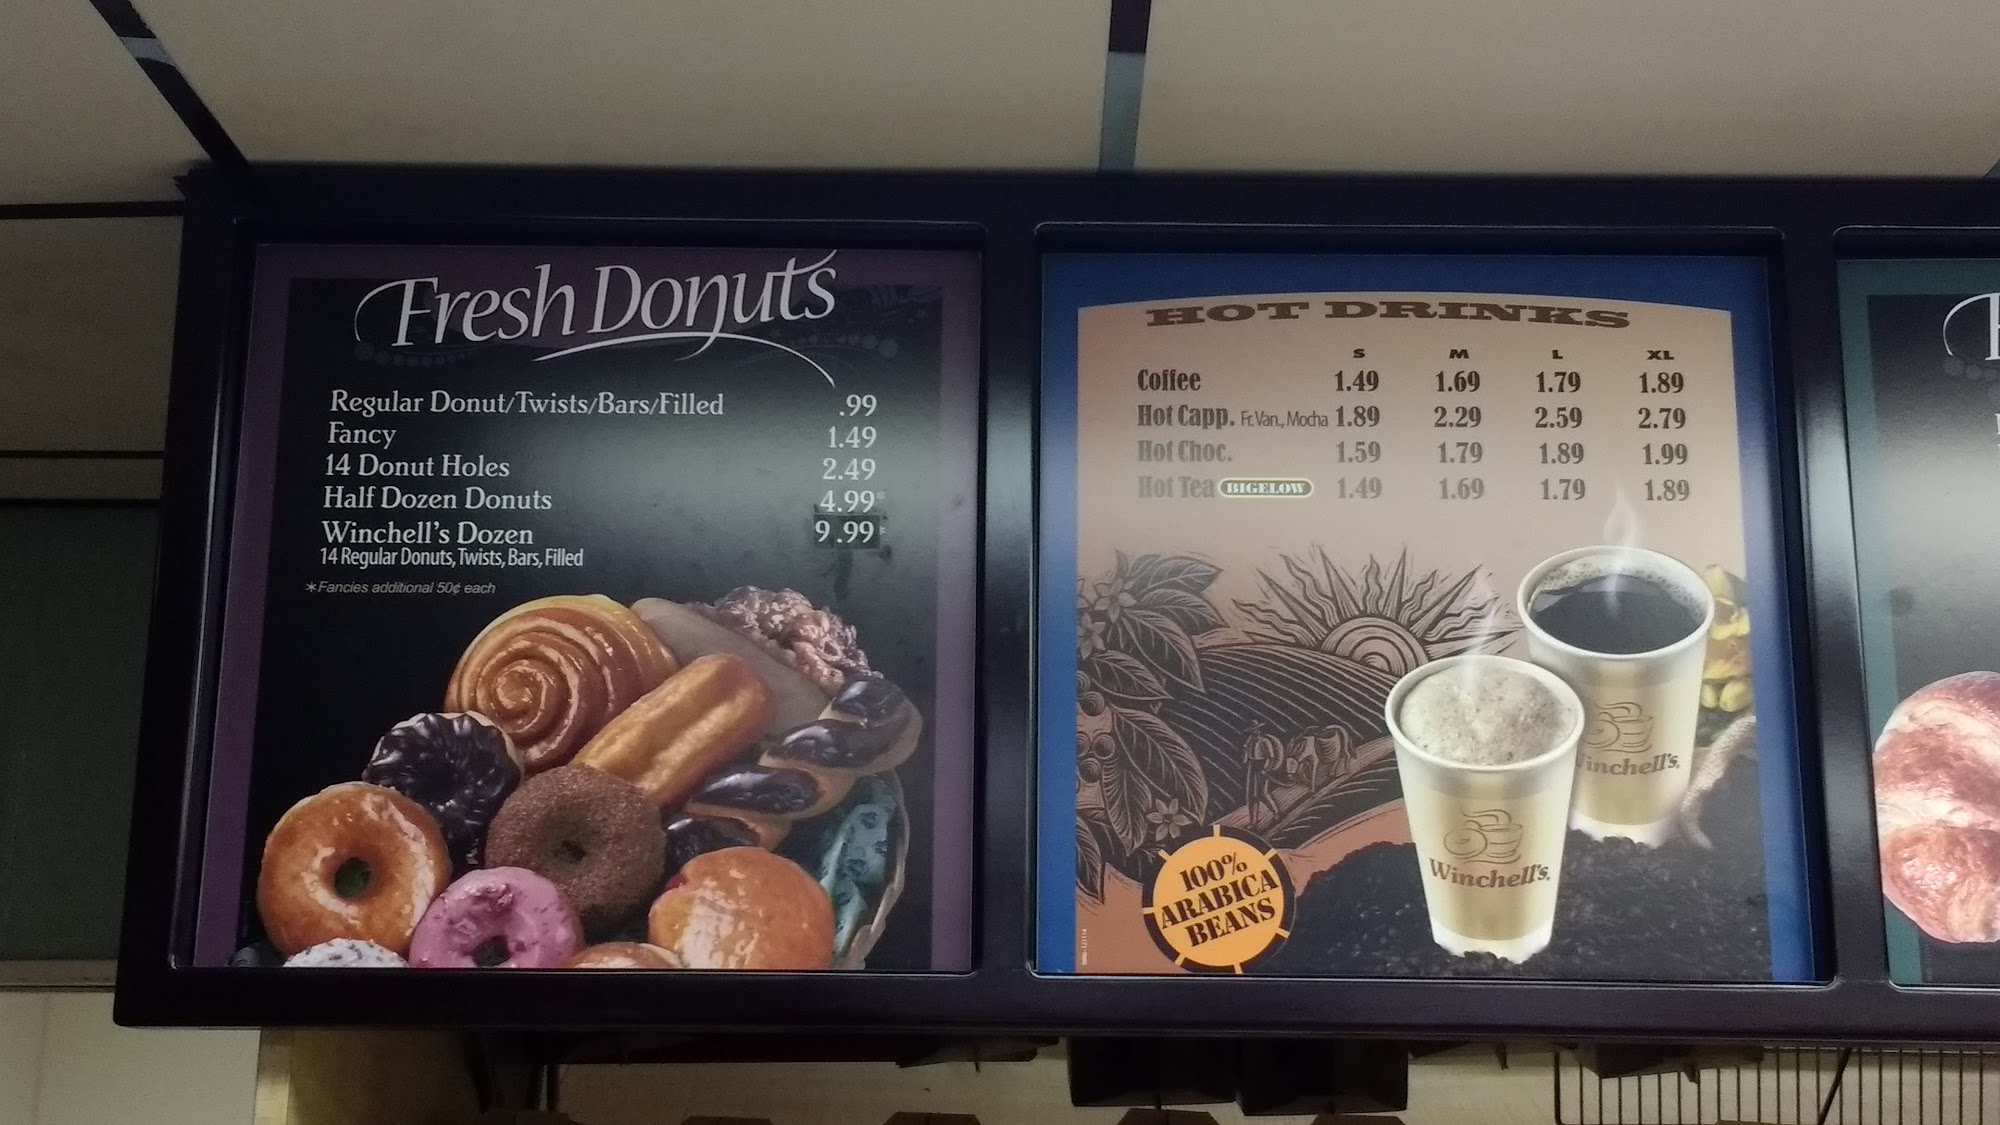 Fresh Donuts
Regular Donut/Twists/Bars/Filled .99
Fancy 1.49
14 Donut Holes 2.49
Half Dozen Donuts 4.99*
Winchell's Dozen 9.99*
14 Regular Donuts, Twists, Bars, Filled
*Fancies additional 50¢ each
HOT DRINKS
S M L XL
Coffee 1.49 1.69 1.79 1.89
Hot Capp. Fr. Van., Mocha 1.89 2.29 2.59 2.79
Hot Choc. 1.59 1.79 1.89 1.99
Hot Tea BIGELOW 1.49 1.69 1.79 1.89
Winchell's.
Winchell's.
100%
ARABICA
BEANS